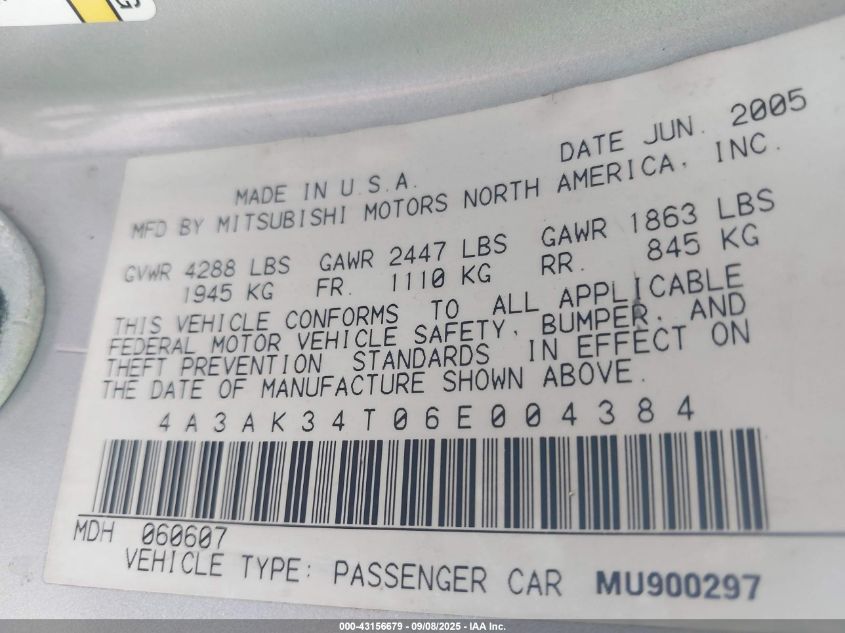 DATE JUN. 2005
MADE IN U.S.A.
MFD BY MITSUBISHI MOTORS NORTH AMERICA, INC.
GVWR 4288 LBS GAWR 2447 LBS GAWR 1863 LBS
1945 KG FR. 1110 KG RR. 845 KG
THIS VEHICLE CONFORMS TO ALL APPLICABLE
FEDERAL MOTOR VEHICLE SAFETY, BUMPER, AND
THEFT PREVENTION STANDARDS IN EFFECT ON
THE DATE OF MANUFACTURE SHOWN ABOVE.
4A3AK34T06E004384
MDH 060607
VEHICLE TYPE: PASSENGER CAR MU900297
000-43156679 - 09/08/2025 - IAA Inc.